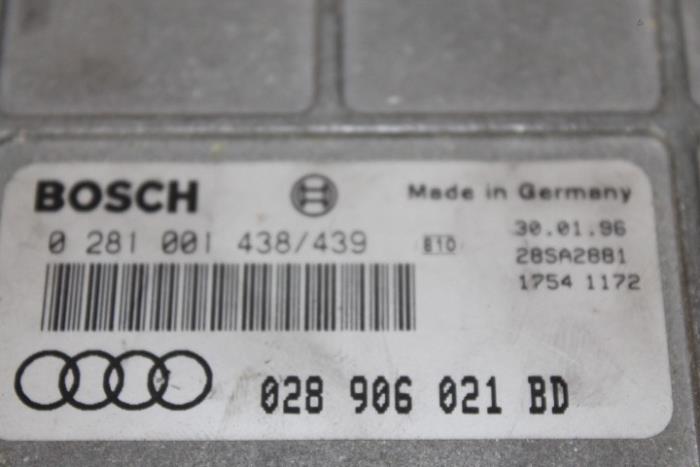 BOSCH
Made in Germany
0 281 001 438/439
B10
30.01.96
28SA2881
1754 1172
028 906 021 BD